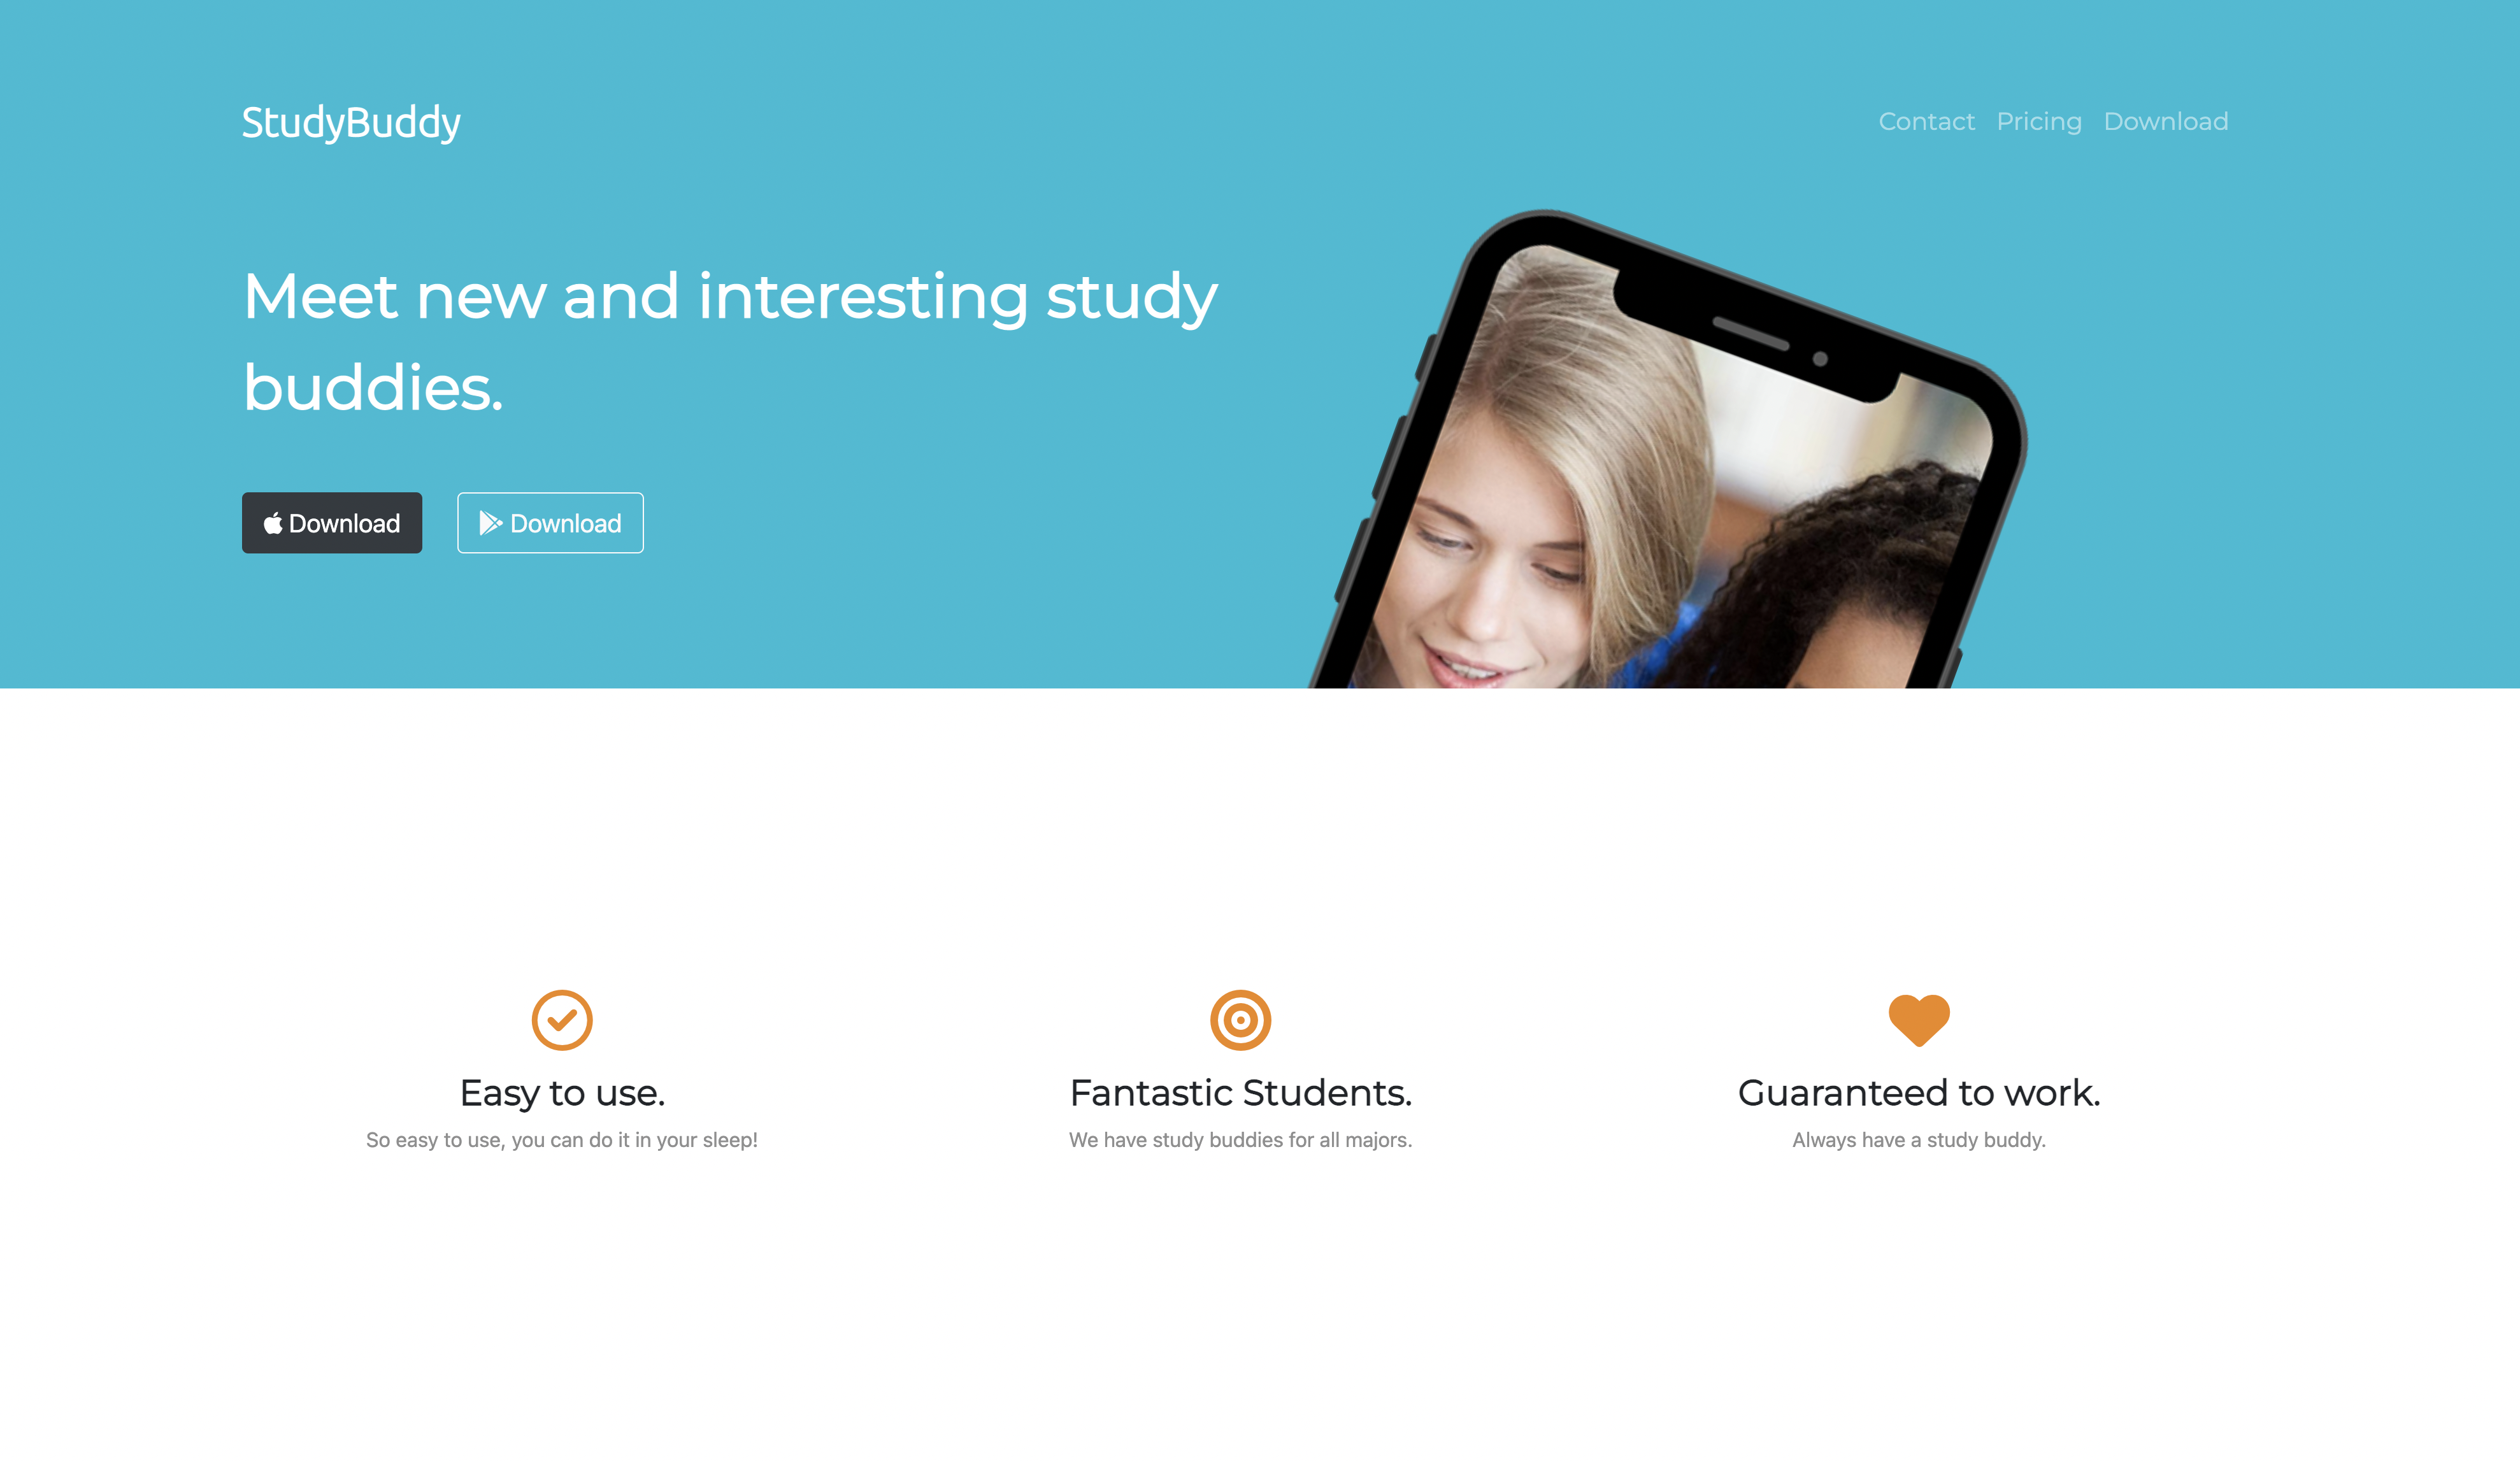 StudyBuddy
Contact Pricing Download
Meet new and interesting study
buddies.
Download Download
Easy to use.
So easy to use, you can do it in your sleep!
Fantastic Students.
We have study buddies for all majors.
Guaranteed to work.
Always have a study buddy.